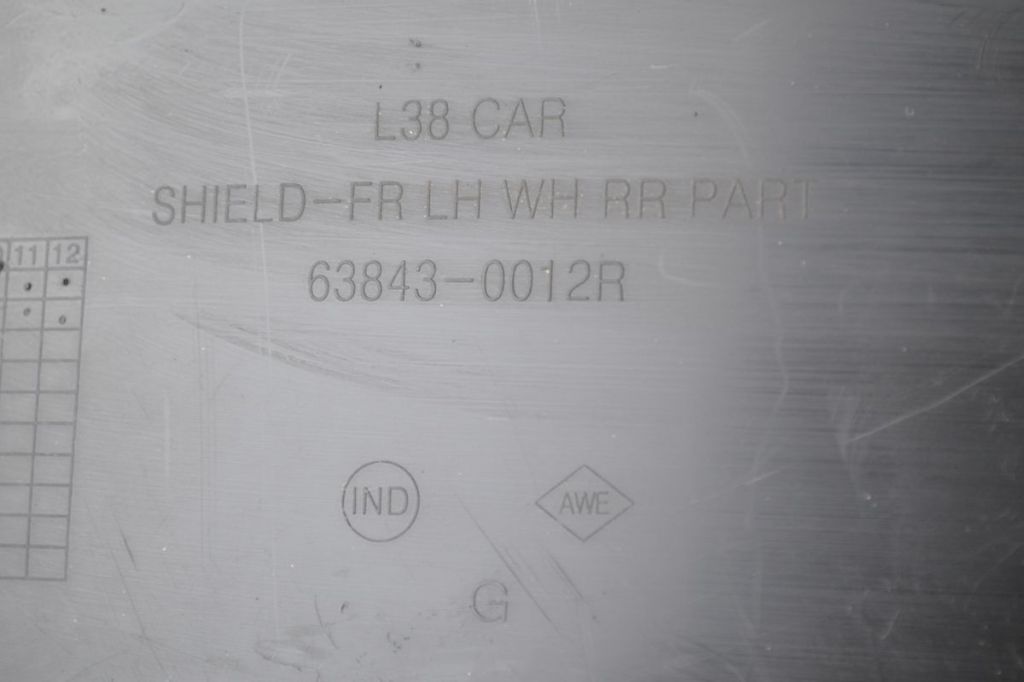 L38 CAR
SHIELD-FR LH WH RR PART
63843-0012R
11 12
IND
AWE
G